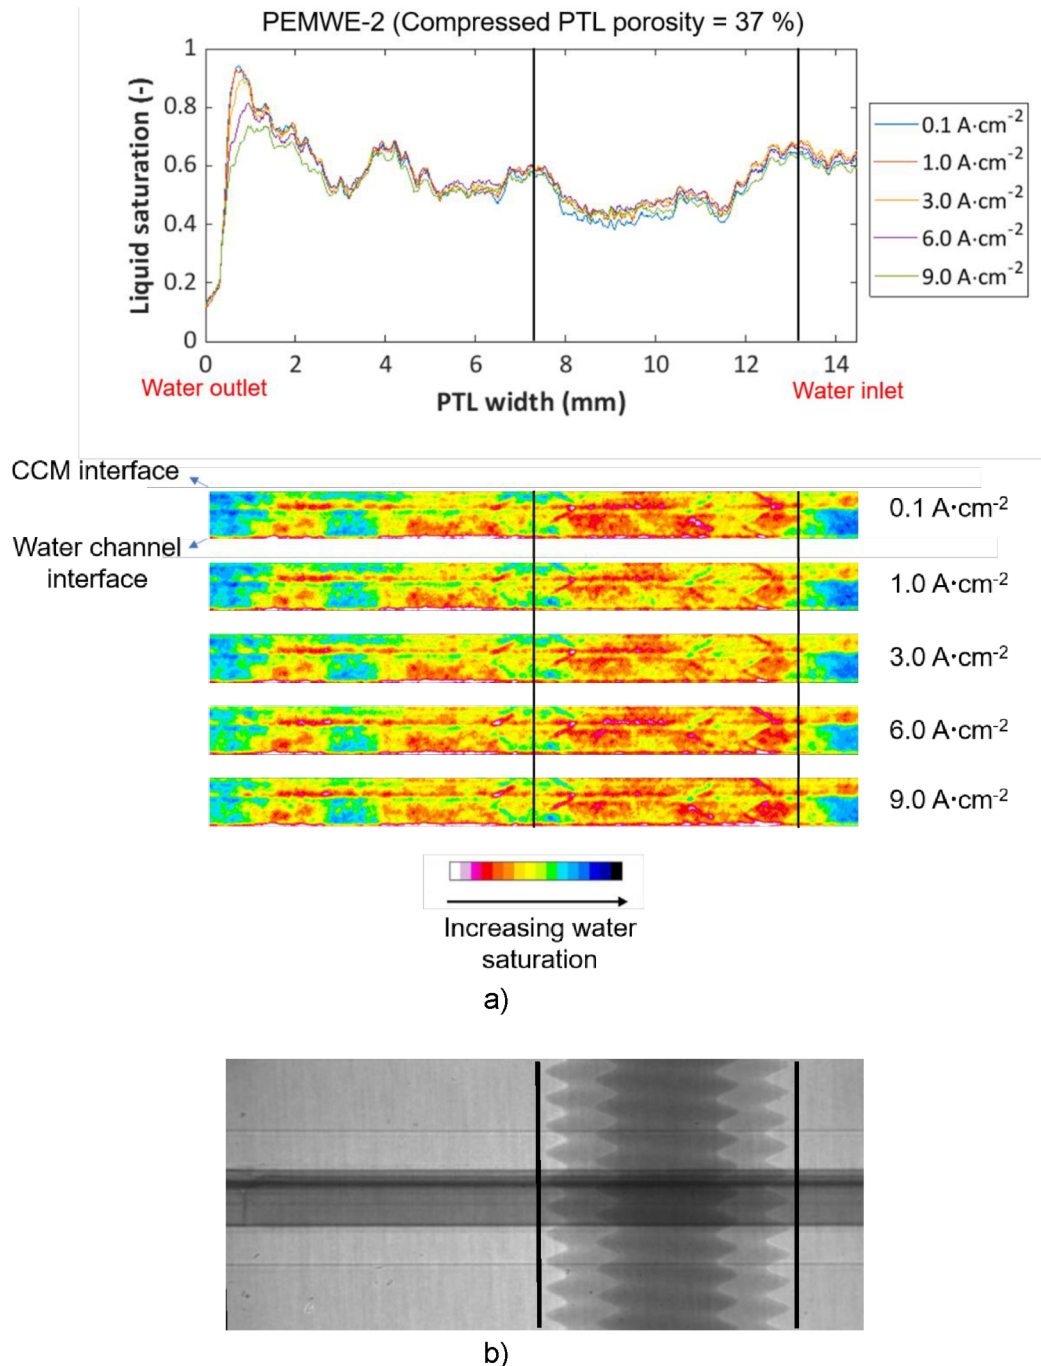 PEMWE-2 (Compressed PTL porosity = 37 %)
1
0.8
0.6
0.4
0.2
0
Liquid saturation (-)
0 2 4 6 8 10 12 14
Water outlet
Water inlet
PTL width (mm)
0.1 A·cm-2
1.0 A·cm-2
3.0 A·cm-2
6.0 A·cm-2
9.0 A·cm-2
CCM interface
Water channel
interface
0.1 A·cm-2
1.0 A·cm-2
3.0 A·cm-2
6.0 A·cm-2
9.0 A·cm-2
Increasing water
saturation
a)
b)